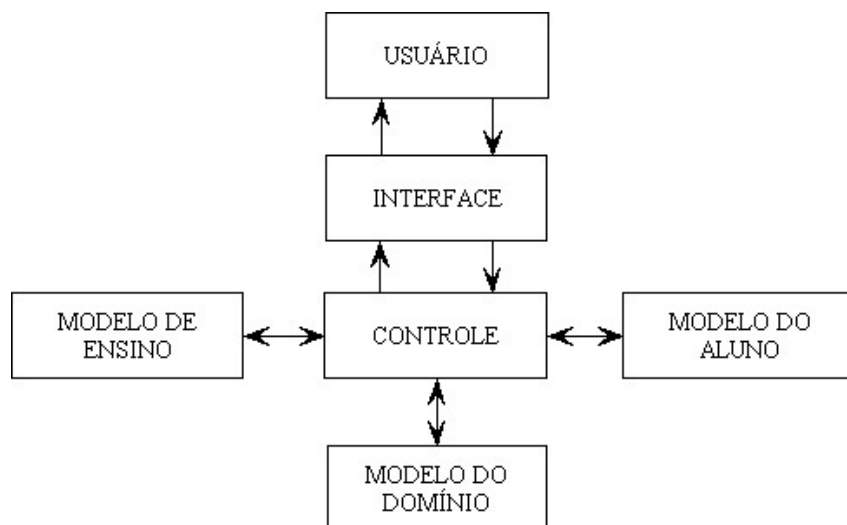 USUÁRIO
INTERFACE
MODELO DE
ENSINO
CONTROLE
MODELO DO
ALUNO
MODELO DO
DOMÍNIO